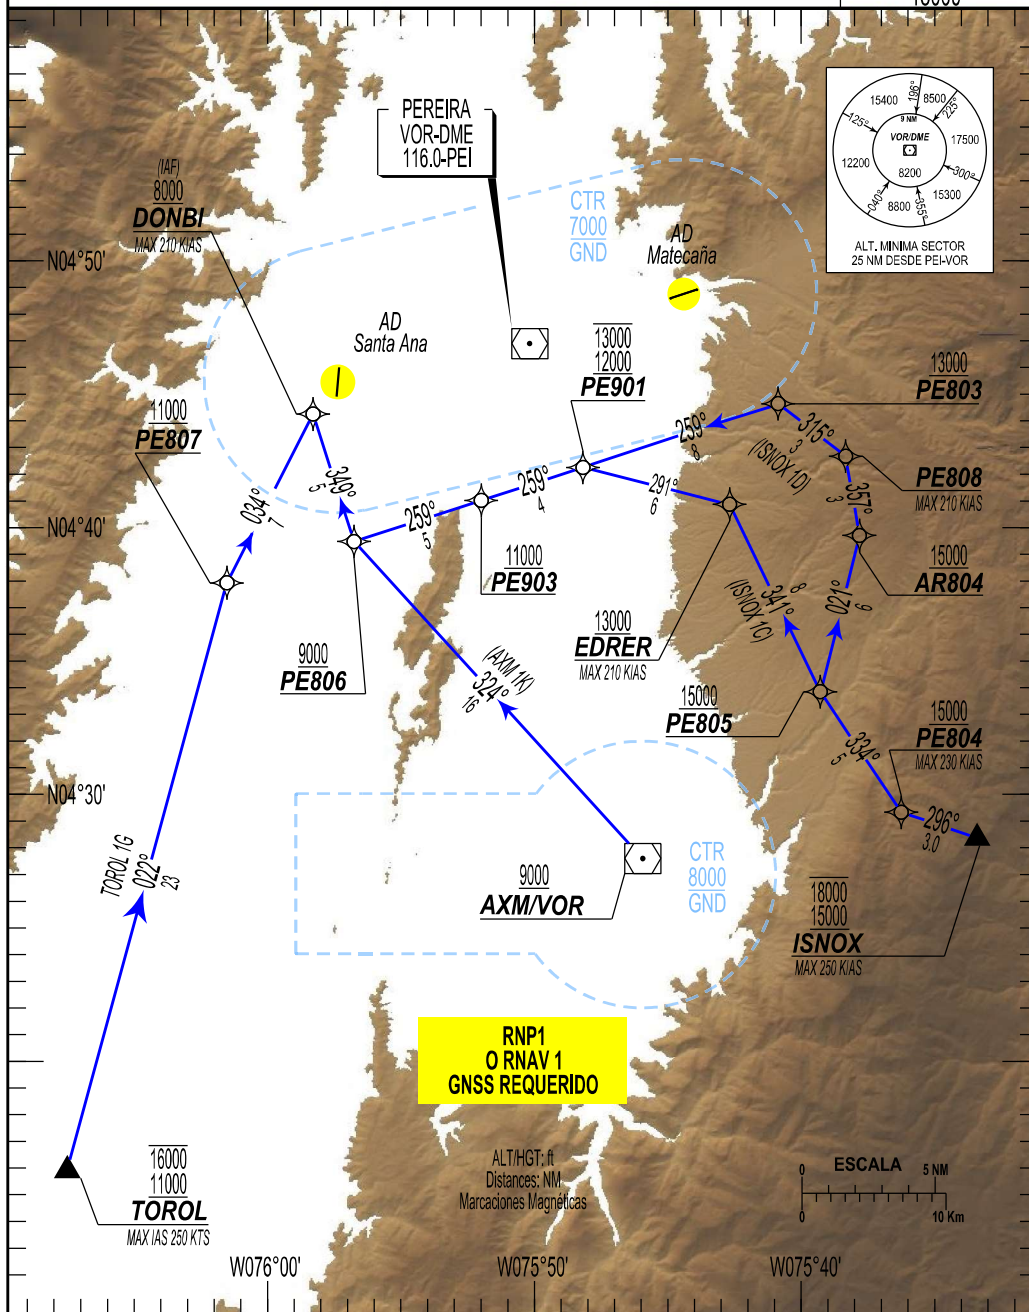 PEREIRA
VOR-DME
116.0-PEI
(IAF)
8000
DONBI
MAX 210 KIAS
CTR
7000
GND
AD
Matecaña
AD
Santa Ana
15400
196°
8500
225°
125°
9 NM
VOR/DME
17500
12200
8200
300°
15300
040°
8800
355°
ALT. MINIMA SECTOR
25 NM DESDE PEI-VOR
N04°50'
13000
12000
PE901
13000
PE803
11000
PE807
259°
8
315°
3
(ISNOX 1D)
PE808
MAX 210 KIAS
349°
5
034°
7
259°
4
291°
6
357°
3
259°
5
N04°40'
11000
PE903
15000
AR804
13000
EDRER
MAX 210 KIAS
341°
8
(ISNOX 1C)
021°
6
9000
PE806
(AXM 1K)
324°
16
15000
PE805
15000
PE804
MAX 230 KIAS
334°
5
N04°30'
296°
3.0
TOROL 1G
022°
23
9000
AXM/VOR
CTR
8000
GND
18000
15000
ISNOX
MAX 250 KIAS
RNP1
O RNAV 1
GNSS REQUERIDO
16000
11000
TOROL
MAX IAS 250 KTS
ALT/HGT: ft
Distances: NM
Marcaciones Magnéticas
0
ESCALA
5 NM
0
10 Km
W076°00'
W075°50'
W075°40'